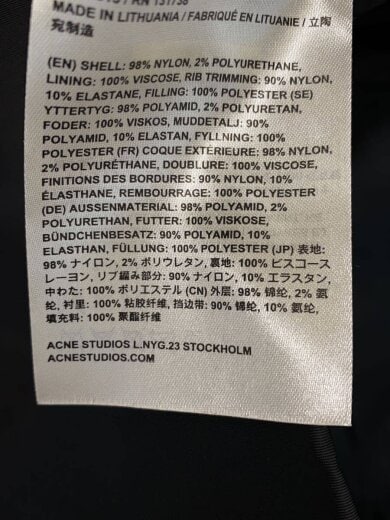 MADE IN LITHUANIA / FABRIQUÉ EN LITUANIE / 立陶
宛制造
(EN) SHELL: 98% NYLON, 2% POLYURETHANE,
LINING: 100% VISCOSE, RIB TRIMMING: 90% NYLON,
10% ELASTANE, FILLING: 100% POLYESTER (SE)
YTTERTYG: 98% POLYAMID, 2% POLYURETAN,
FODER: 100% VISKOS, MUDDETALJ: 90%
POLYAMID, 10% ELASTAN, FYLLNING: 100%
POLYESTER (FR) COQUE EXTÉRIEURE: 98% NYLON,
2% POLYURÉTHANE, DOUBLURE: 100% VISCOSE,
FINITIONS DES BORDURES: 90% NYLON, 10%
ÉLASTHANE, REMBOURRAGE: 100% POLYESTER
(DE) AUSSENMATERIAL: 98% POLYAMID, 2%
POLYURETHAN, FUTTER: 100% VISKOSE,
BÜNDCHENBESATZ: 90% POLYAMID, 10%
ELASTHAN, FÜLLUNG: 100% POLYESTER (JP) 表地:
98% ナイロン, 2% ポリウレタン, 裏地: 100% ビスコース
レーヨン, リブ編み部分: 90% ナイロン, 10% エラスタン,
中わた: 100% ポリエステル (CN) 外层: 98% 锦纶, 2% 氨
纶, 衬里: 100% 粘胶纤维, 挡边带: 90% 锦纶, 10% 氨纶,
填充料: 100% 聚酯纤维
ACNE STUDIOS L.NYG.23 STOCKHOLM
ACNESTUDIOS.COM